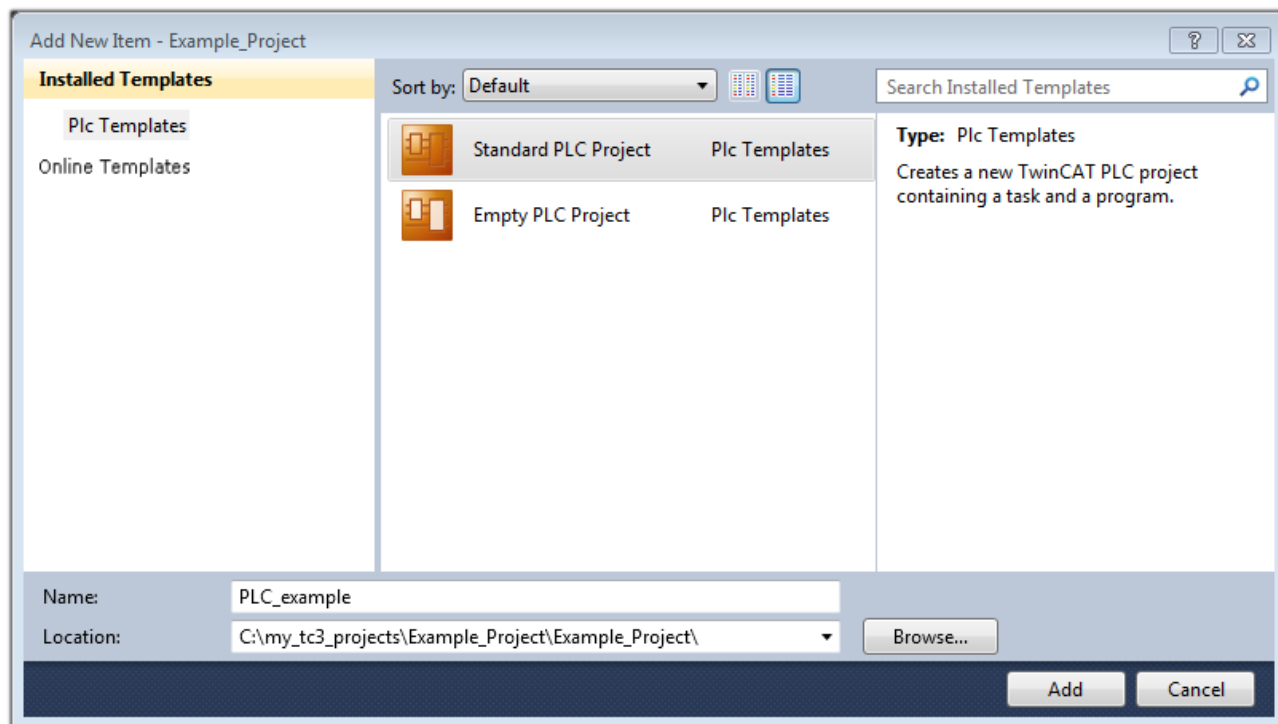 Add New Item - Example_Project
Installed Templates
Plc Templates
Online Templates
Sort by: Default
Search Installed Templates
Standard PLC Project Plc Templates
Empty PLC Project Plc Templates
Type: Plc Templates
Creates a new TwinCAT PLC project
containing a task and a program.
Name: PLC_example
Location: C:\my_tc3_projects\Example_Project\Example_Project\
Browse...
Add Cancel